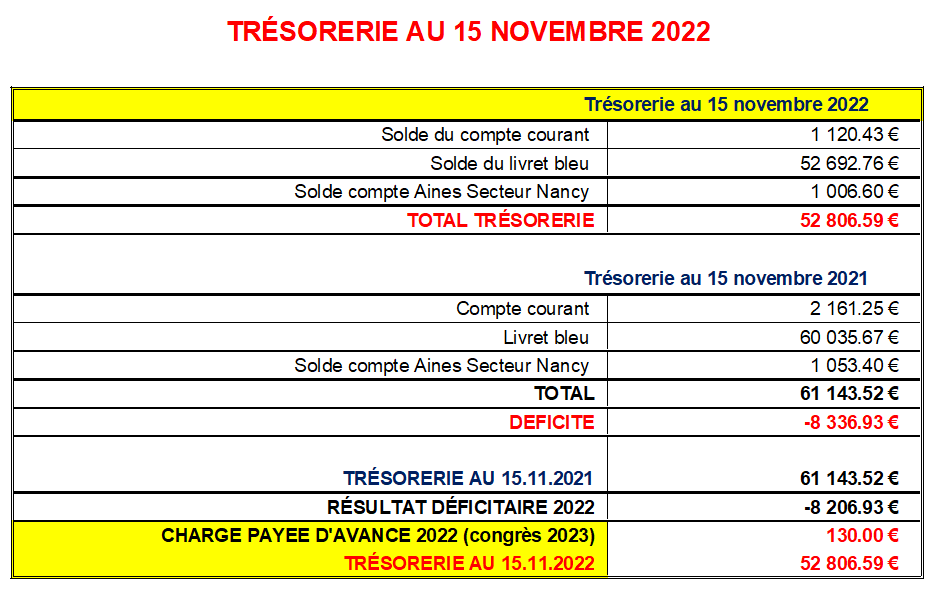 TRÉSORERIE AU 15 NOVEMBRE 2022
Trésorerie au 15 novembre 2022
Solde du compte courant 1 120.43 €
Solde du livret bleu 52 692.76 €
Solde compte Aines Secteur Nancy 1 006.60 €
TOTAL TRÉSORERIE 52 806.59 €
Trésorerie au 15 novembre 2021
Compte courant 2 161.25 €
Livret bleu 60 035.67 €
Solde compte Aines Secteur Nancy 1 053.40 €
TOTAL 61 143.52 €
DEFICITE -8 336.93 €
TRÉSORERIE AU 15.11.2021 61 143.52 €
RÉSULTAT DÉFICITAIRE 2022 -8 206.93 €
CHARGE PAYEE D'AVANCE 2022 (congrès 2023) 130.00 €
TRÉSORERIE AU 15.11.2022 52 806.59 €